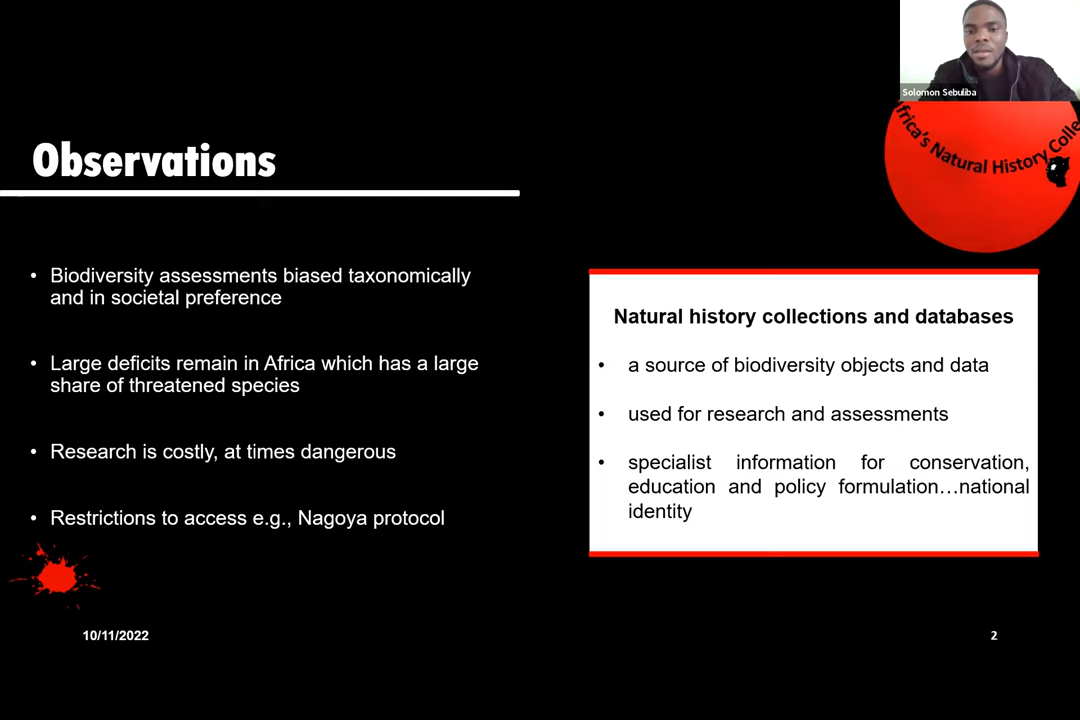 Solomon Sebuliba
frica's Natural History Colle
Observations
• Biodiversity assessments biased taxonomically
and in societal preference
• Large deficits remain in Africa which has a large
share of threatened species
• Research is costly, at times dangerous
• Restrictions to access e.g., Nagoya protocol
Natural history collections and databases
• a source of biodiversity objects and data
• used for research and assessments
• specialist information for conservation,
education and policy formulation…national
identity
10/11/2022
2